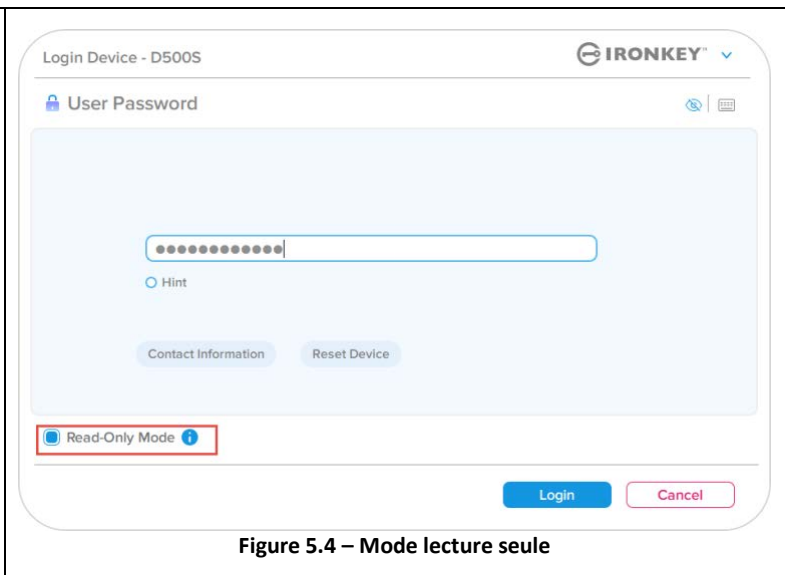 Login Device - D500S
IRONKEY™
User Password
●●●●●●●●●●●●
Hint
Contact Information Reset Device
Read-Only Mode
Login Cancel
Figure 5.4 – Mode lecture seule